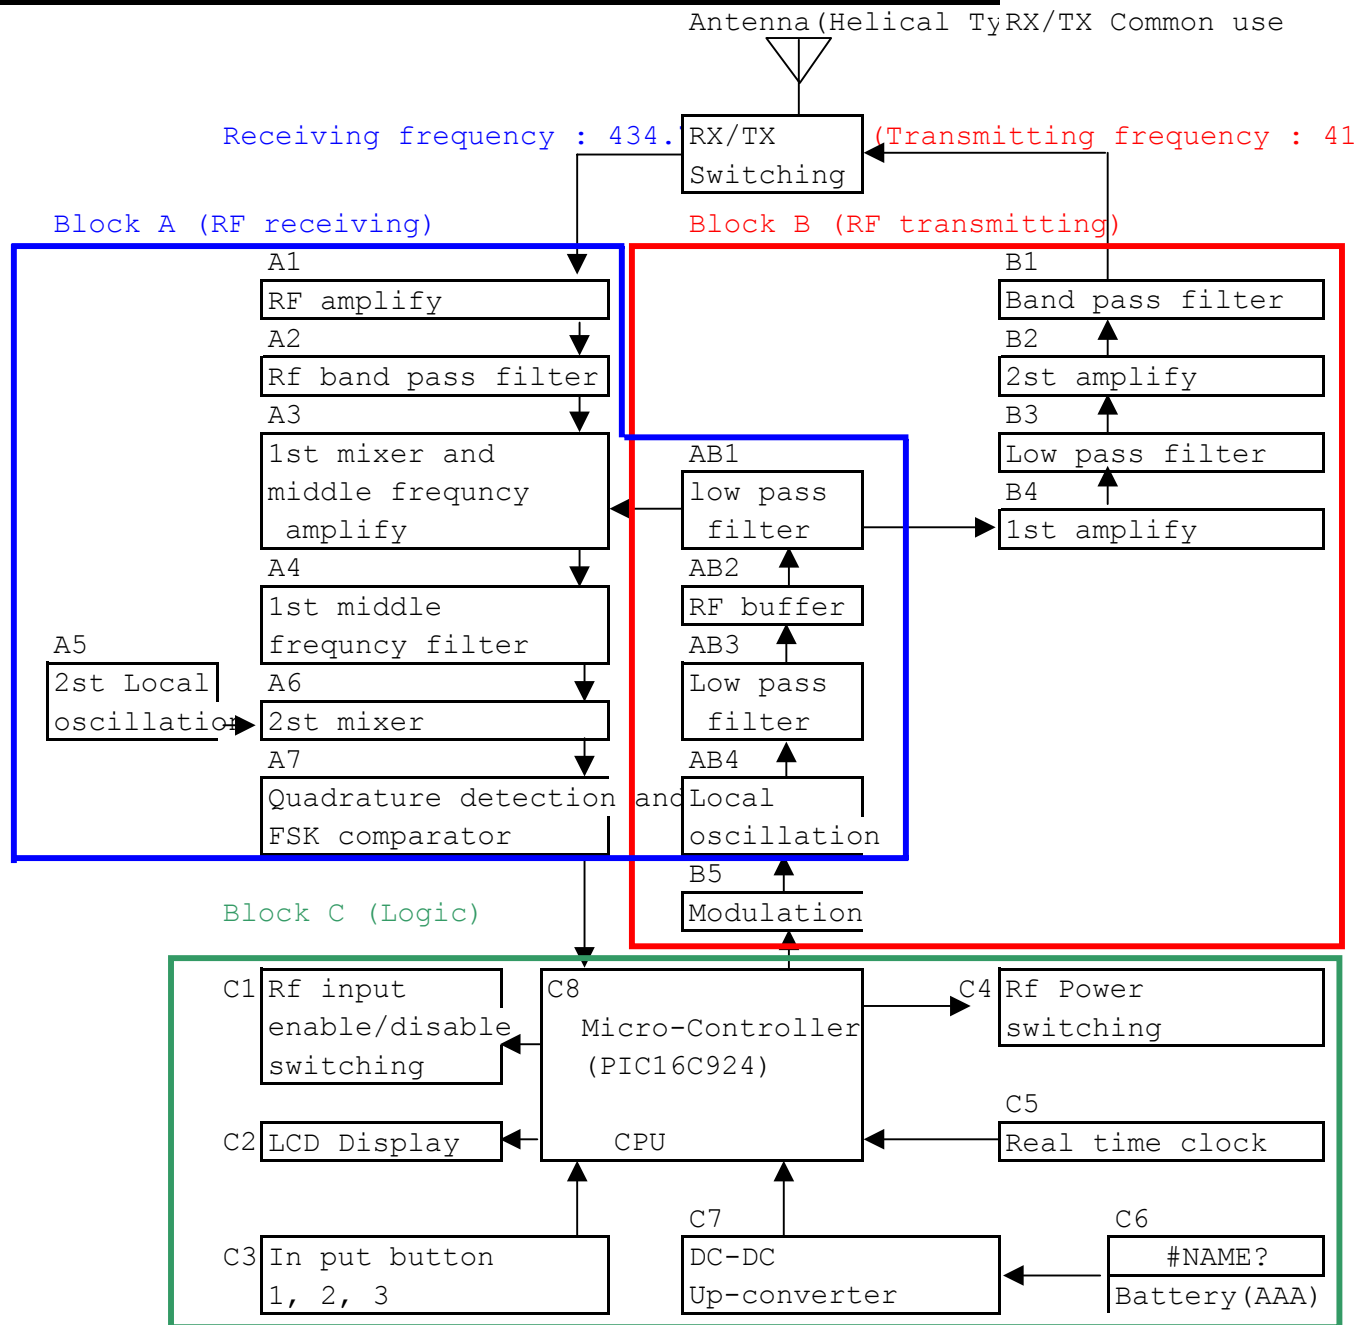 Antenna(Helical Ty RX/TX Common use
Receiving frequency : 434.
RX/TX
Switching
(Transmitting frequency : 41
Block A (RF receiving)
Block B (RF transmitting)
A1
RF amplify
A2
Rf band pass filter
A3
1st mixer and
middle frequncy
amplify
A4
1st middle
frequncy filter
A5
2st Local
oscillation
A6
2st mixer
A7
Quadrature detection and
FSK comparator
AB1
low pass
filter
AB2
RF buffer
AB3
Low pass
filter
AB4
Local
oscillation
B5
Modulation
B1
Band pass filter
B2
2st amplify
B3
Low pass filter
B4
1st amplify
Block C (Logic)
C1
Rf input
enable/disable
switching
C8
Micro-Controller
(PIC16C924)
CPU
C4
Rf Power
switching
C2
LCD Display
C5
Real time clock
C3
In put button
1, 2, 3
C7
DC-DC
Up-converter
C6
#NAME?
Battery(AAA)